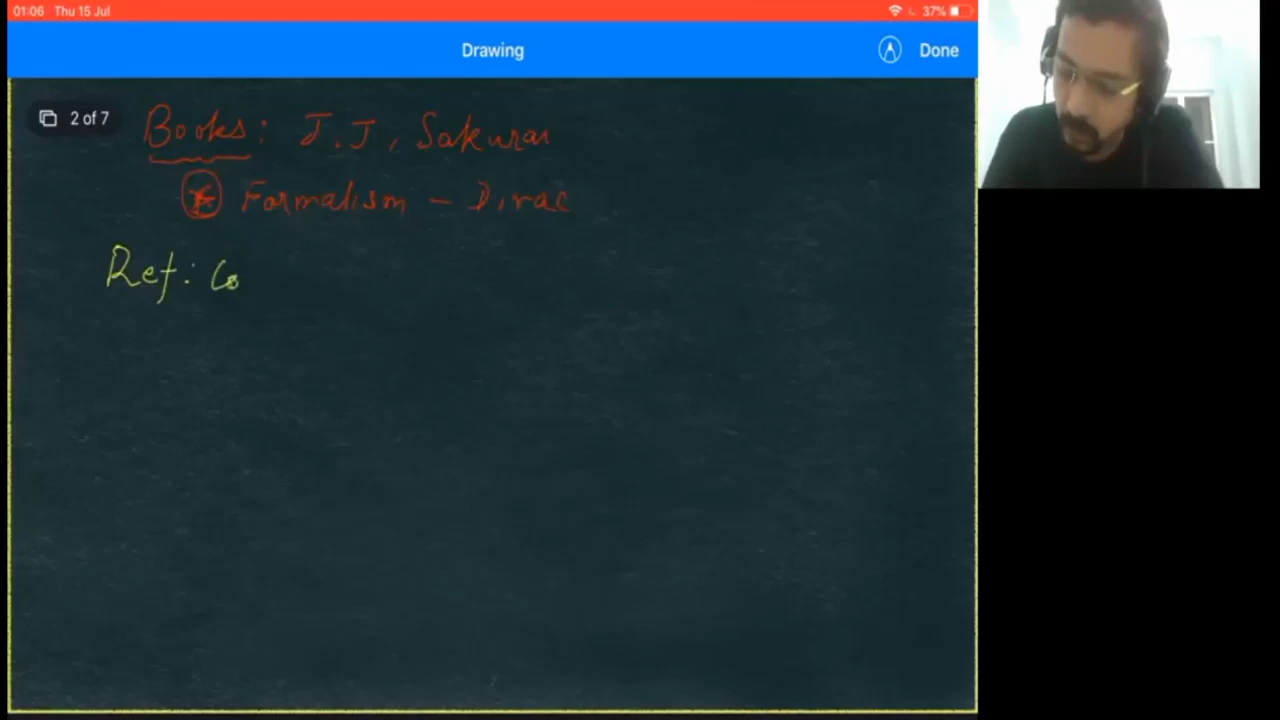 01:06 Thu 15 Jul 37%
Drawing Done
2 of 7
Books: J.J. Sakurai
* Formalism - Dirac
Ref: Co